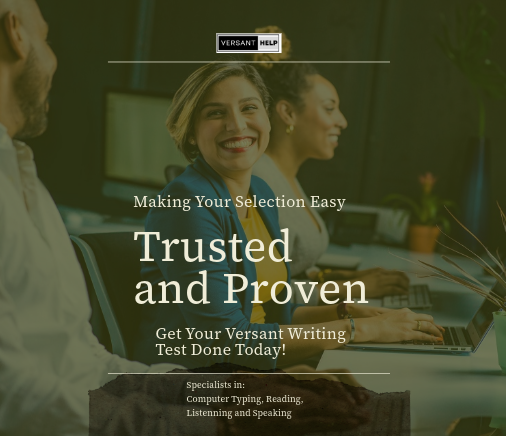 VERSANT HELP
Making Your Selection Easy
Trusted
and Proven
Get Your Versant Writing
Test Done Today!
Specialists in:
Computer Typing, Reading,
Listenning and Speaking